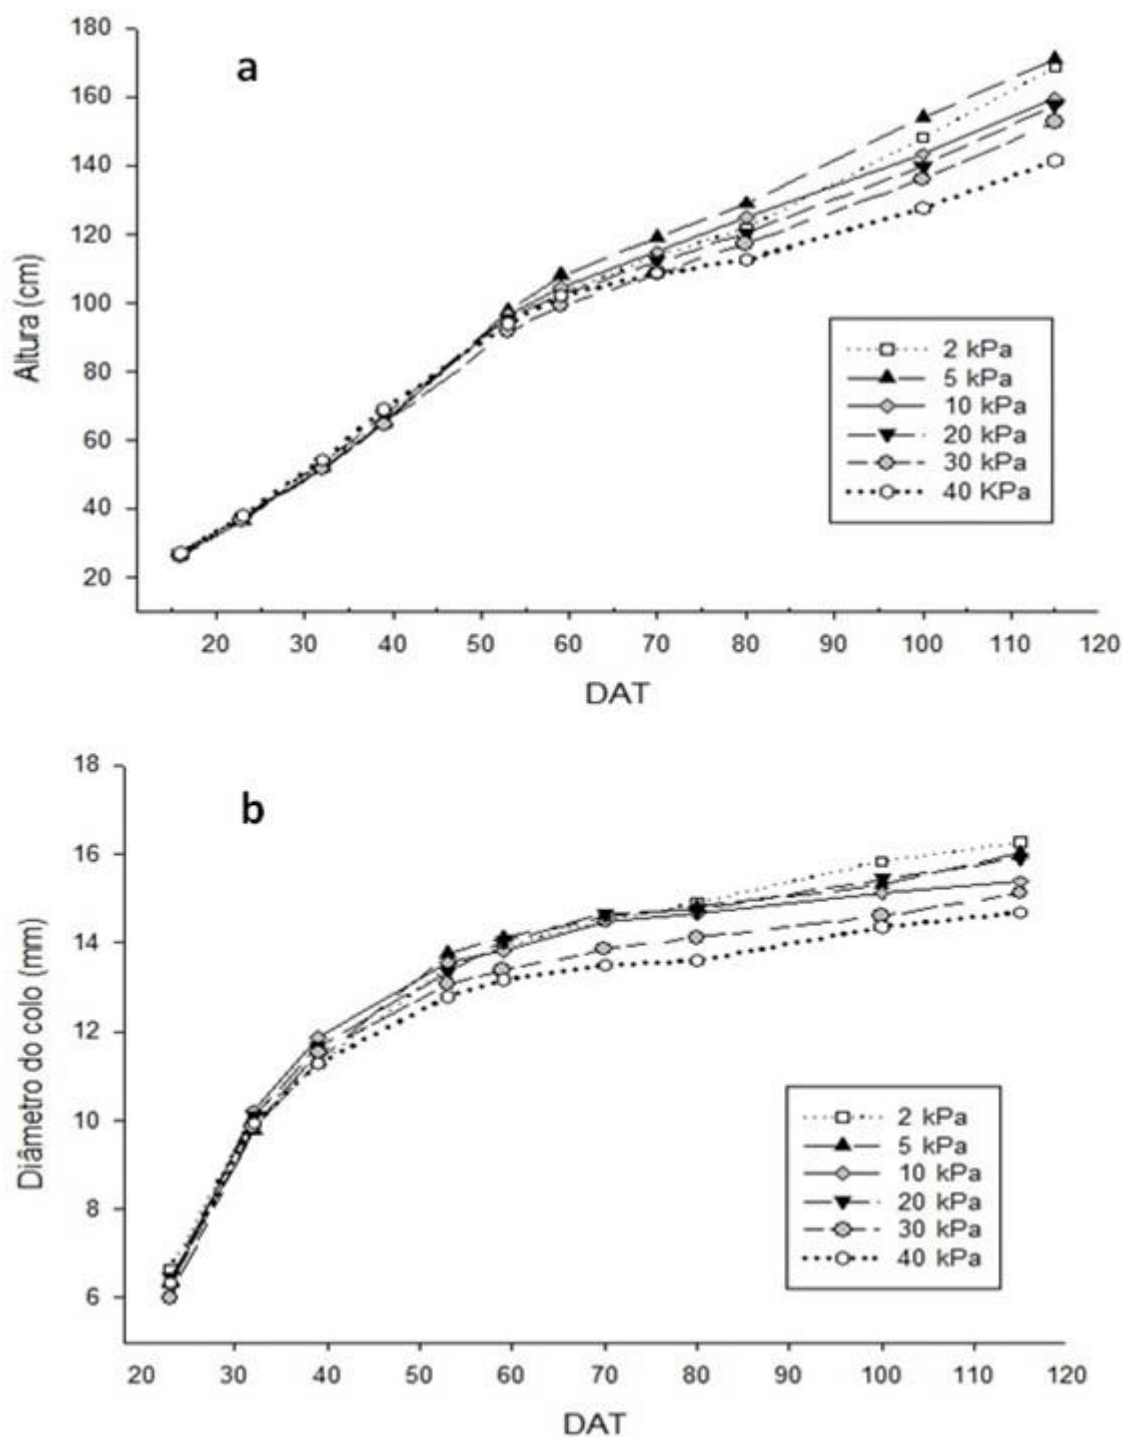 a
180
160
140
120
100
80
60
40
20
Altura (cm)
2 kPa
5 kPa
10 kPa
20 kPa
30 kPa
40 KPa
20 30 40 50 60 70 80 90 100 110 120
DAT
b
18
16
14
12
10
8
6
Diâmetro do colo (mm)
2 kPa
5 kPa
10 kPa
20 kPa
30 kPa
40 kPa
20 30 40 50 60 70 80 90 100 110 120
DAT